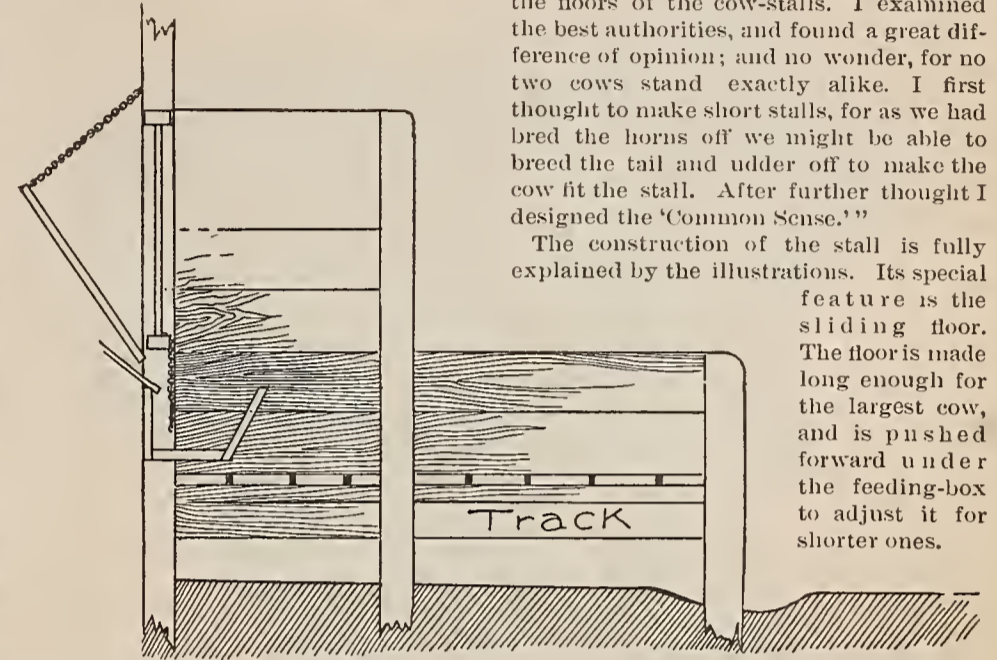 the floors of the cow-stalls. I examined
the best authorities, and found a great dif-
ference of opinion; and no wonder, for no
two cows stand exactly alike. I first
thought to make short stalls, for as we had
bred the horns off we might be able to
breed the tail and udder off to make the
cow fit the stall. After further thought I
designed the ‘Common Sense.’”
The construction of the stall is fully
explained by the illustrations. Its special
feature is the
sliding floor.
The floor is made
long enough for
the largest cow,
and is pushed
forward under
the feeding-box
to adjust it for
shorter ones.
Track